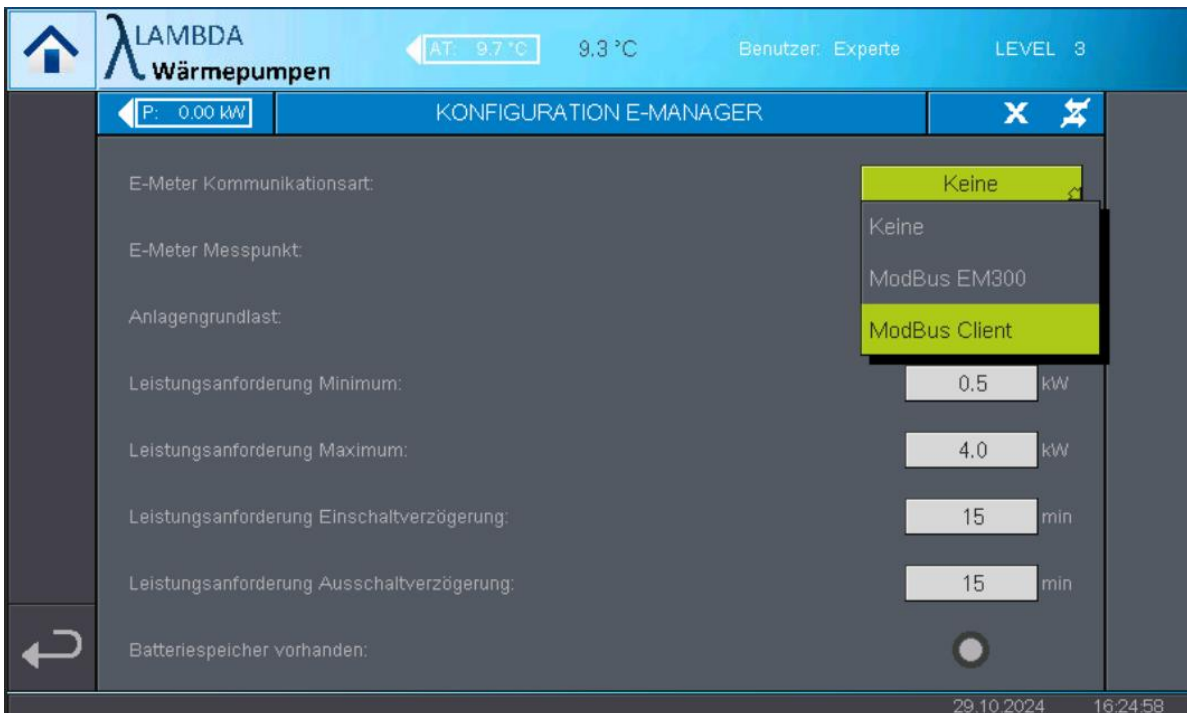 LAMBDA
Wärmepumpen
AT: 9.7 °C
9.3 °C
Benutzer: Experte
LEVEL 3
P: 0.00 kW
KONFIGURATION E-MANAGER
E-Meter Kommunikationsart:
Keine
Keine
E-Meter Messpunkt:
ModBus EM300
Anlagengrundlast:
ModBus Client
Leistungsanforderung Minimum:
0.5 kW
Leistungsanforderung Maximum:
4.0 kW
Leistungsanforderung Einschaltverzögerung:
15 min
Leistungsanforderung Ausschaltverzögerung:
15 min
Batteriespeicher vorhanden:
29.10.2024 16:24:58